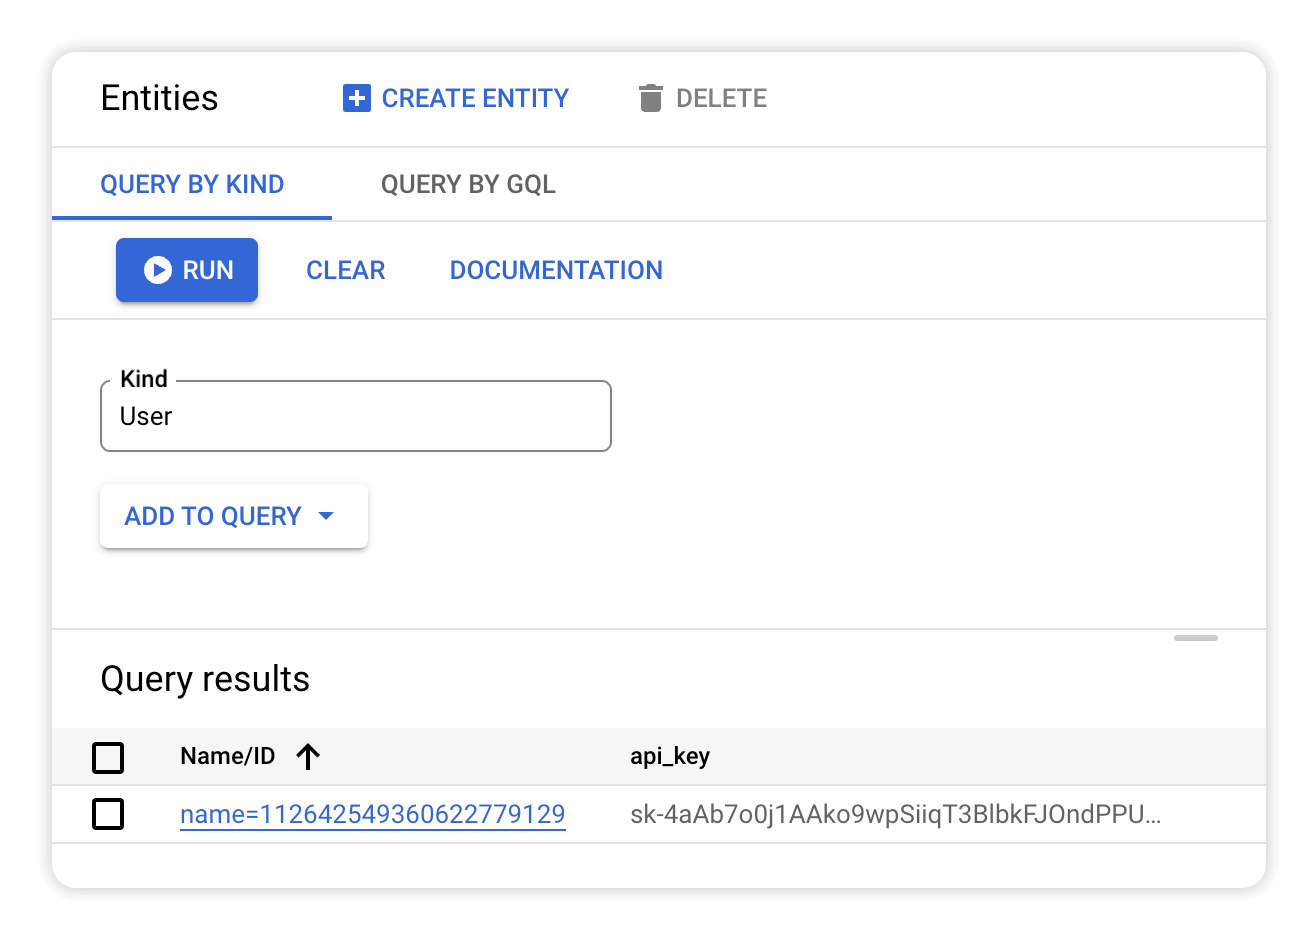 Entities CREATE ENTITY DELETE
QUERY BY KIND QUERY BY GQL
RUN CLEAR DOCUMENTATION
Kind
User
ADD TO QUERY
Query results
Name/ID api_key
name=112642549360622779129 sk-4aAb7o0j1AAko9wpSiiqT3BlbkFJOndPPU...